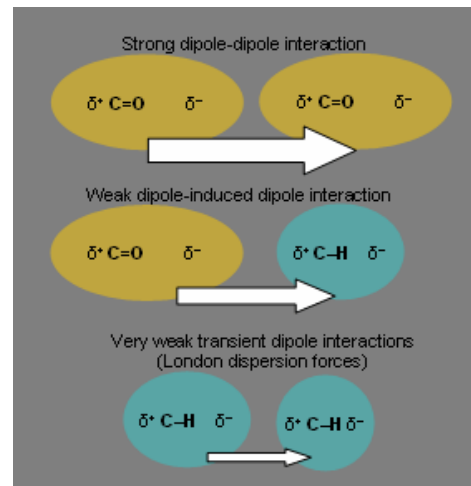 Strong dipole-dipole interaction
δ⁺ C=O δ⁻ δ⁺ C=O δ⁻
Weak dipole-induced dipole interaction
δ⁺ C=O δ⁻ δ⁺ C–H δ⁻
Very weak transient dipole interactions
(London dispersion forces)
δ⁺ C–H δ⁻ δ⁺ C–H δ⁻